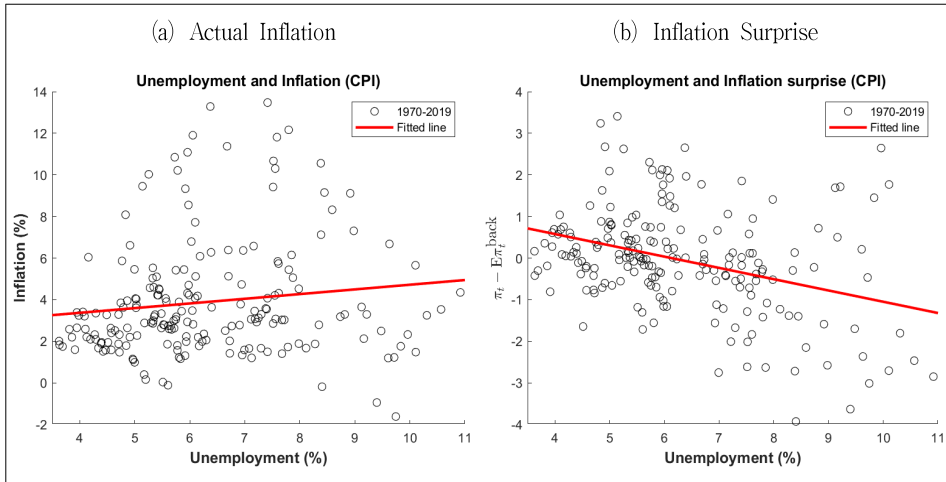 (a) Actual Inflation
(b) Inflation Surprise
Unemployment and Inflation (CPI)
14
12
10
8
6
4
2
0
-2
Inflation (%)
1970-2019
Fitted line
4 5 6 7 8 9 10 11
Unemployment (%)
Unemployment and Inflation surprise (CPI)
4
3
2
1
0
-1
-2
-3
-4
πₜ − Eπₜᵇᵃᶜᵏ
1970-2019
Fitted line
4 5 6 7 8 9 10 11
Unemployment (%)